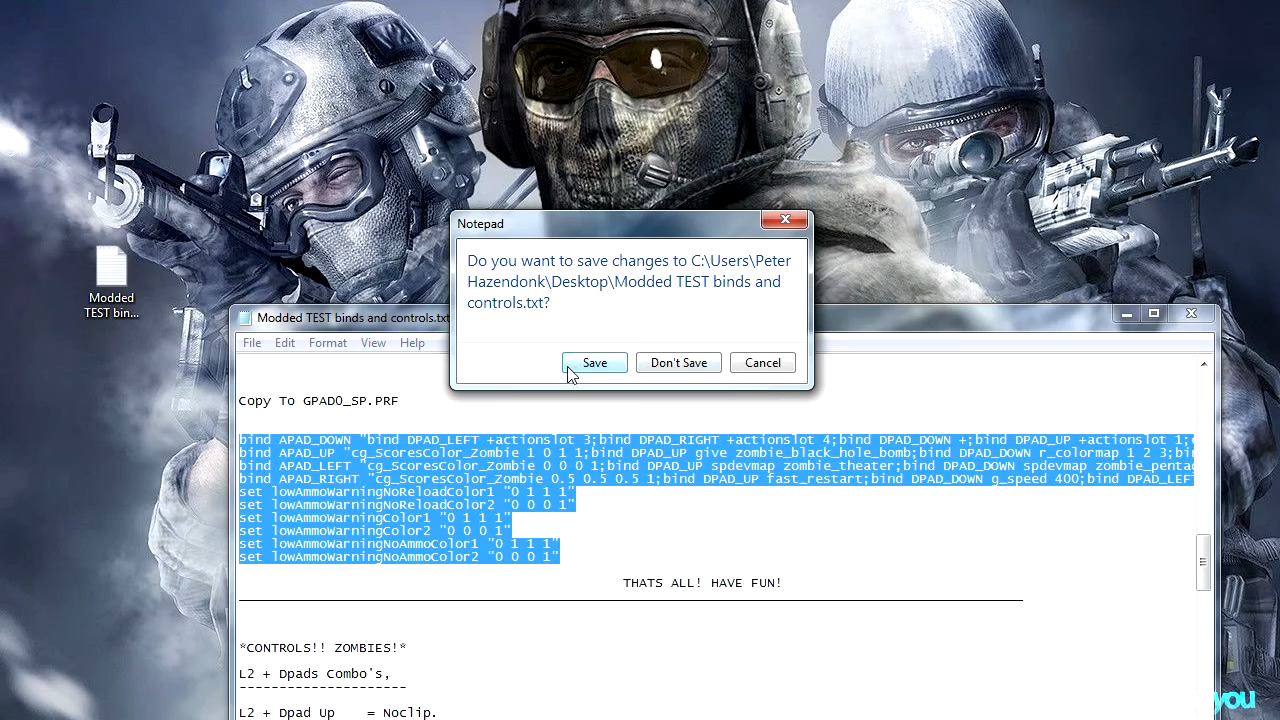 Notepad
Do you want to save changes to C:\Users\Peter
Hazendonk\Desktop\Modded TEST binds and
controls.txt?
Save Don't Save Cancel
Modded
TEST bin...
Modded TEST binds and controls.txt
File Edit Format View Help
Copy To GPAD0_SP.PRF
bind APAD_DOWN "bind DPAD_LEFT +actionslot 3;bind DPAD_RIGHT +actionslot 4;bind DPAD_DOWN +;bind DPAD_UP +actionslot 1;
bind APAD_UP "cg_ScoresColor_Zombie 1 0 1 1;bind DPAD_UP give zombie_black_hole_bomb;bind DPAD_DOWN r_colormap 1 2 3;
bind APAD_LEFT "cg_ScoresColor_Zombie 0 0 0 1;bind DPAD_UP spdevmap zombie_theater;bind DPAD_DOWN spdevmap zombie_penta
bind APAD_RIGHT "cg_ScoresColor_Zombie 0.5 0.5 0.5 1;bind DPAD_UP fast_restart;bind DPAD_DOWN g_speed 400;bind DPAD_LEFT
set lowAmmoWarningNoReloadColor1 "0 1 1 1"
set lowAmmoWarningNoReloadColor2 "0 0 0 1"
set lowAmmoWarningColor1 "0 1 1 1"
set lowAmmoWarningColor2 "0 0 0 1"
set lowAmmoWarningNoAmmoColor1 "0 1 1 1"
set lowAmmoWarningNoAmmoColor2 "0 0 0 1"
THATS ALL! HAVE FUN!
*CONTROLS!! ZOMBIES!*
L2 + Dpads Combo's,
---------------------
L2 + Dpad Up = Noclip.
you